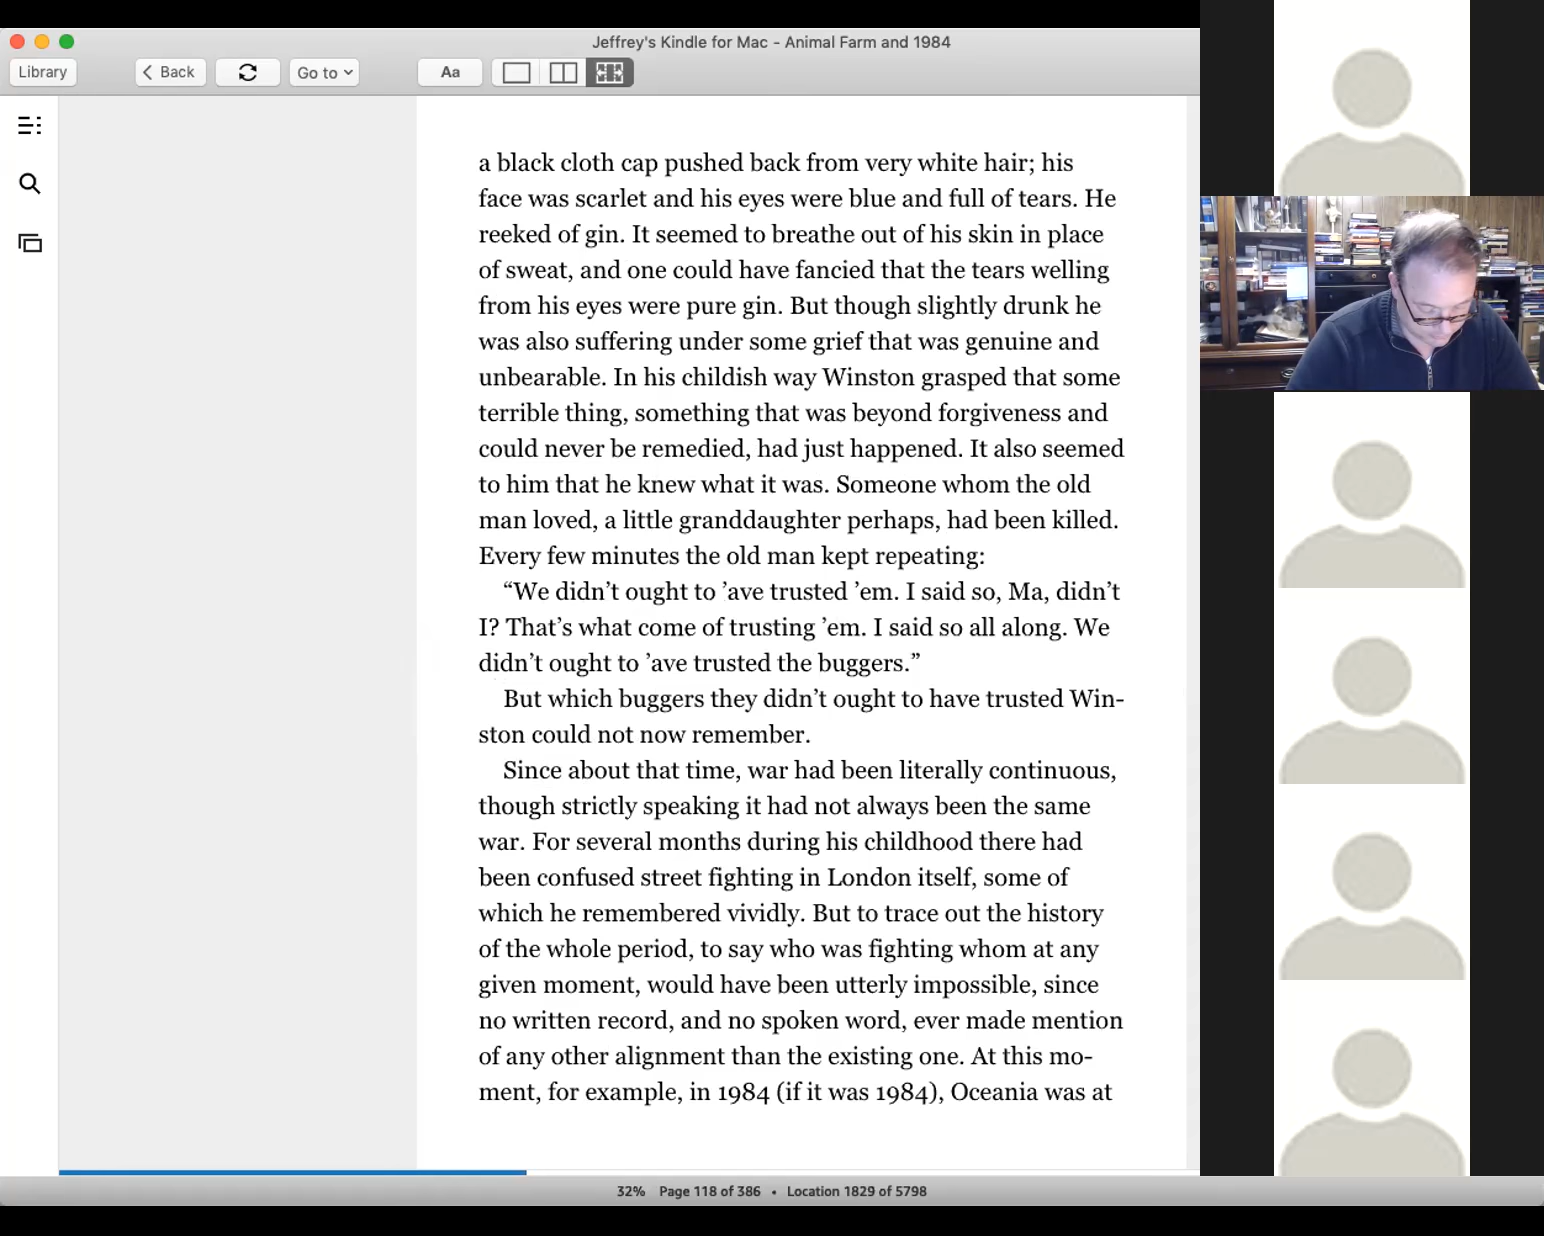 Jeffrey's Kindle for Mac - Animal Farm and 1984
Library
Back
Go to
Aa
a black cloth cap pushed back from very white hair; his
face was scarlet and his eyes were blue and full of tears. He
reeked of gin. It seemed to breathe out of his skin in place
of sweat, and one could have fancied that the tears welling
from his eyes were pure gin. But though slightly drunk he
was also suffering under some grief that was genuine and
unbearable. In his childish way Winston grasped that some
terrible thing, something that was beyond forgiveness and
could never be remedied, had just happened. It also seemed
to him that he knew what it was. Someone whom the old
man loved, a little granddaughter perhaps, had been killed.
Every few minutes the old man kept repeating:
“We didn’t ought to ’ave trusted ’em. I said so, Ma, didn’t
I? That’s what come of trusting ’em. I said so all along. We
didn’t ought to ’ave trusted the buggers.”
But which buggers they didn’t ought to have trusted Win-
ston could not now remember.
Since about that time, war had been literally continuous,
though strictly speaking it had not always been the same
war. For several months during his childhood there had
been confused street fighting in London itself, some of
which he remembered vividly. But to trace out the history
of the whole period, to say who was fighting whom at any
given moment, would have been utterly impossible, since
no written record, and no spoken word, ever made mention
of any other alignment than the existing one. At this mo-
ment, for example, in 1984 (if it was 1984), Oceania was at
32% Page 118 of 386 • Location 1829 of 5798